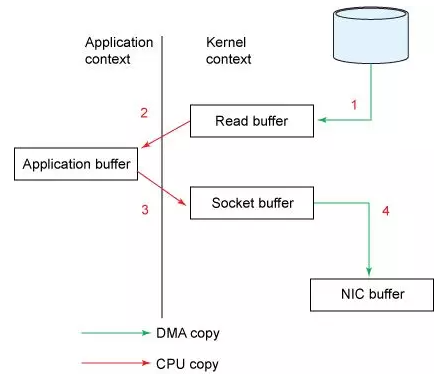 Application
context
Kernel
context
1
2
Read buffer
Application buffer
3
Socket buffer
4
NIC buffer
DMA copy
CPU copy